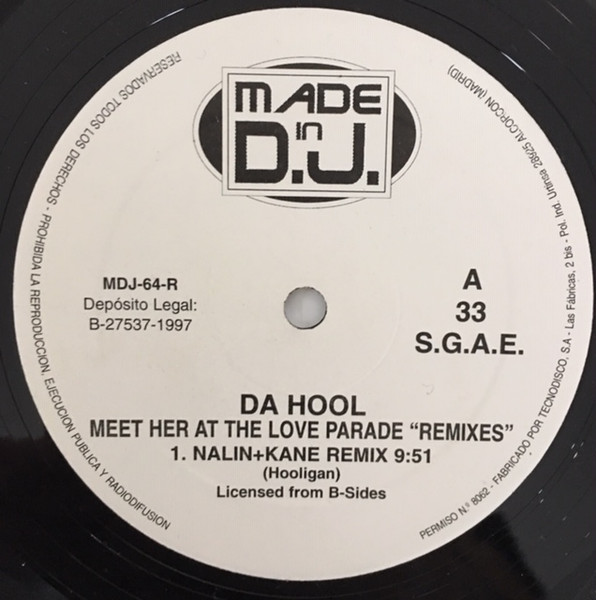 MADE
in
D.J.
MDJ-64-R
Depósito Legal:
B-27537-1997
A
33
S.G.A.E.
DA HOOL
MEET HER AT THE LOVE PARADE “REMIXES”
1. NALIN+KANE REMIX 9:51
(Hooligan)
Licensed from B-Sides
RESERVADOS TODOS LOS DERECHOS - PROHIBIDA LA REPRODUCCION, EJECUCION PUBLICA Y RADIODIFUSION
PERMISO N.º 8062 - FABRICADO POR TECNODISCO, S.A - Las Fábricas, 2 bis - Pol. Ind. Urtinsa 28925 ALCOPCON (MADRID)